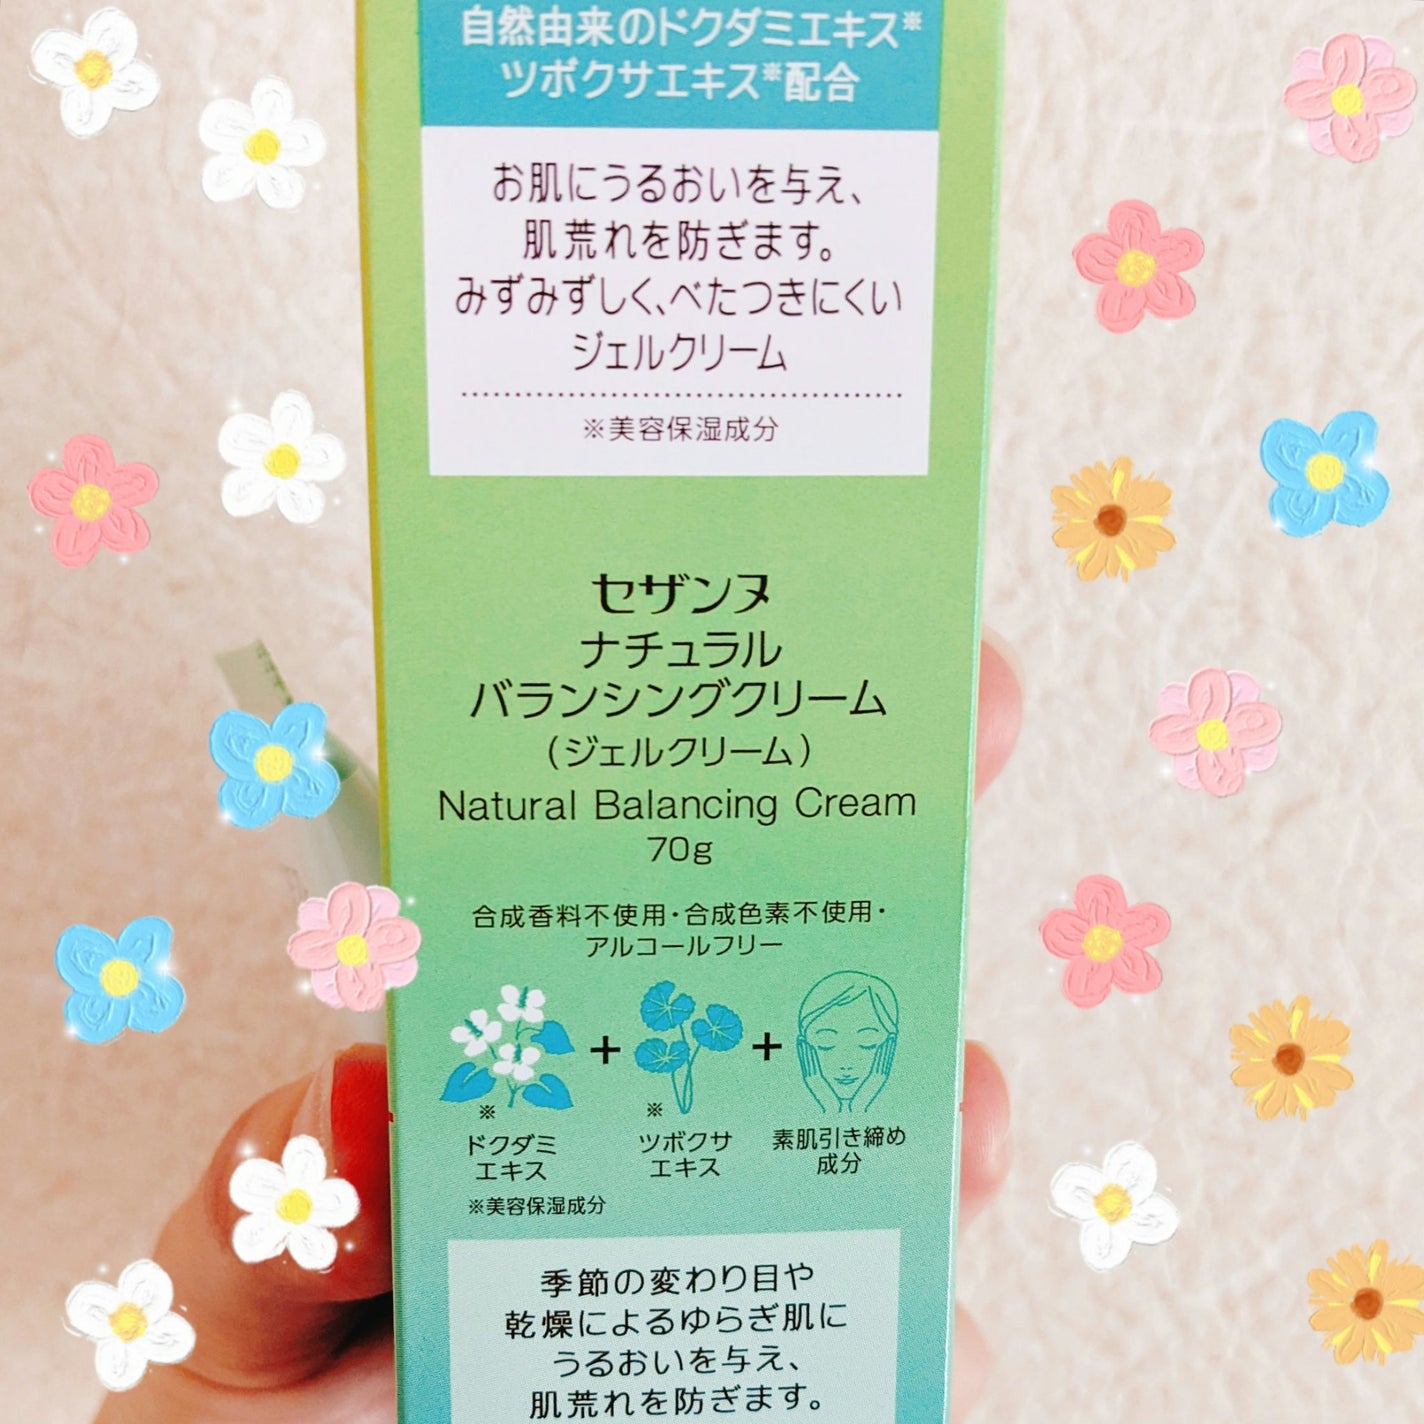 自然由来のドクダミエキス※
ツボクサエキス※配合
お肌にうるおいを与え、
肌荒れを防ぎます。
みずみずしく、べたつきにくい
ジェルクリーム
※美容保湿成分
セザンヌ
ナチュラル
バランシングクリーム
（ジェルクリーム）
Natural Balancing Cream
70g
合成香料不使用・合成色素不使用・
アルコールフリー
※
ドクダミ
エキス
+
※
ツボクサ
エキス
+
素肌引き締め
成分
※美容保湿成分
季節の変わり目や
乾燥によるゆらぎ肌に
うるおいを与え、
肌荒れを防ぎます。